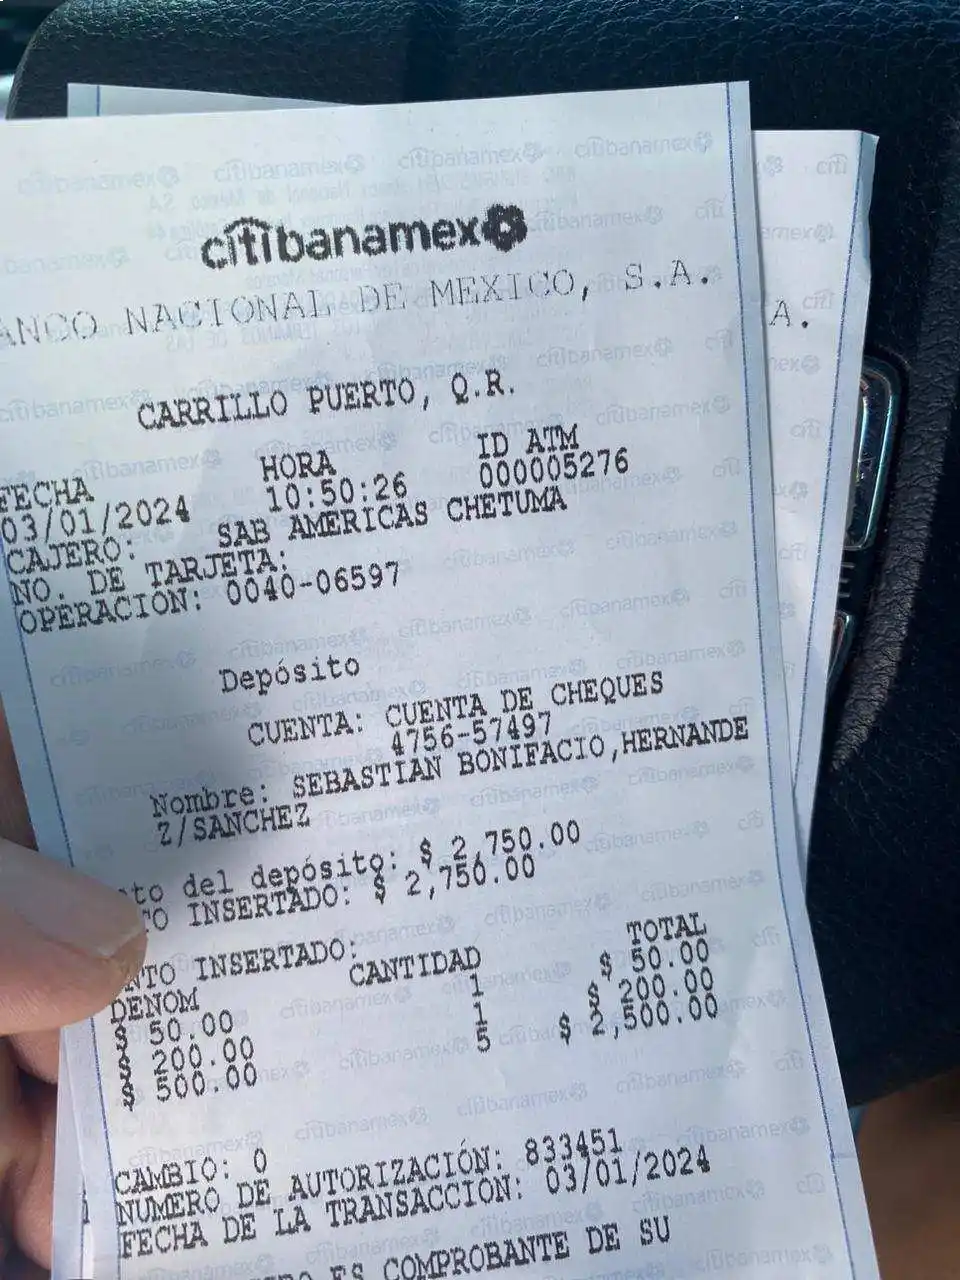 citibanamex
NACIONAL DE MEXICO, S.A.
A.
CARRILLO PUERTO, Q.R.
FECHA HORA ID ATM
03/01/2024 10:50:26 000005276
CAJERO: SAB AMERICAS CHETUMA
NO. DE TARJETA:
OPERACIÓN: 0040-06597
Depósito
CUENTA: CUENTA DE CHEQUES
4756-57497
Nombre: SEBASTIAN BONIFACIO,HERNANDE
Z/SANCHEZ
to del depósito: $ 2,750.00
TO INSERTADO: $ 2,750.00
NTO INSERTADO:
DENOM CANTIDAD TOTAL
$ 50.00 1 $ 50.00
$ 200.00 1 $ 200.00
$ 500.00 5 $ 2,500.00
CAMBIO: 0
NUMERO DE AUTORIZACIÓN: 833451
FECHA DE LA TRANSACCIÓN: 03/01/2024
ES COMPROBANTE DE SU